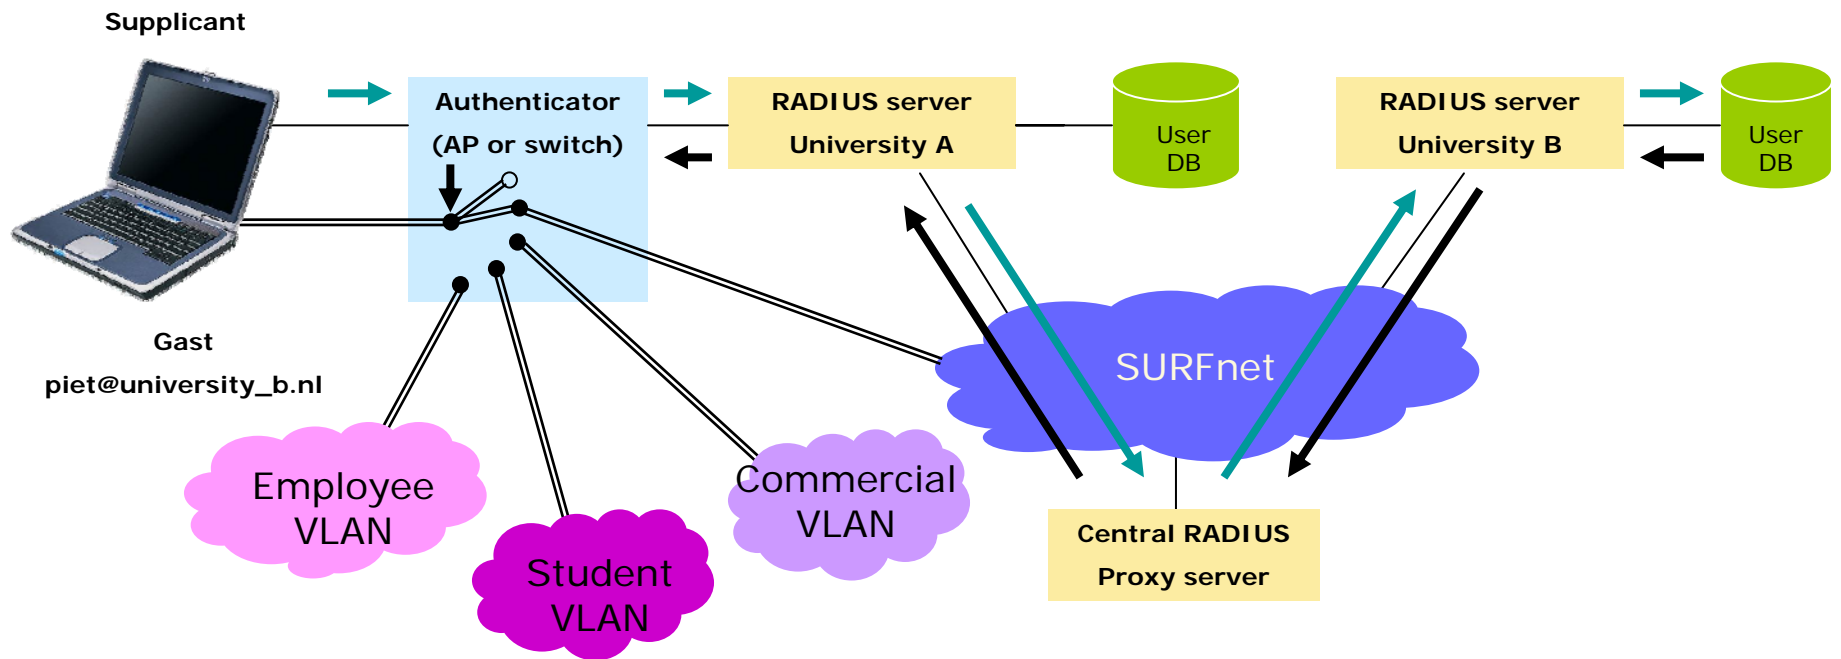 Supplicant
Authenticator
(AP or switch)
RADIUS server
University A
User
DB
RADIUS server
University B
User
DB
Gast
piet@university_b.nl
SURFnet
Employee
VLAN
Student
VLAN
Commercial
VLAN
Central RADIUS
Proxy server